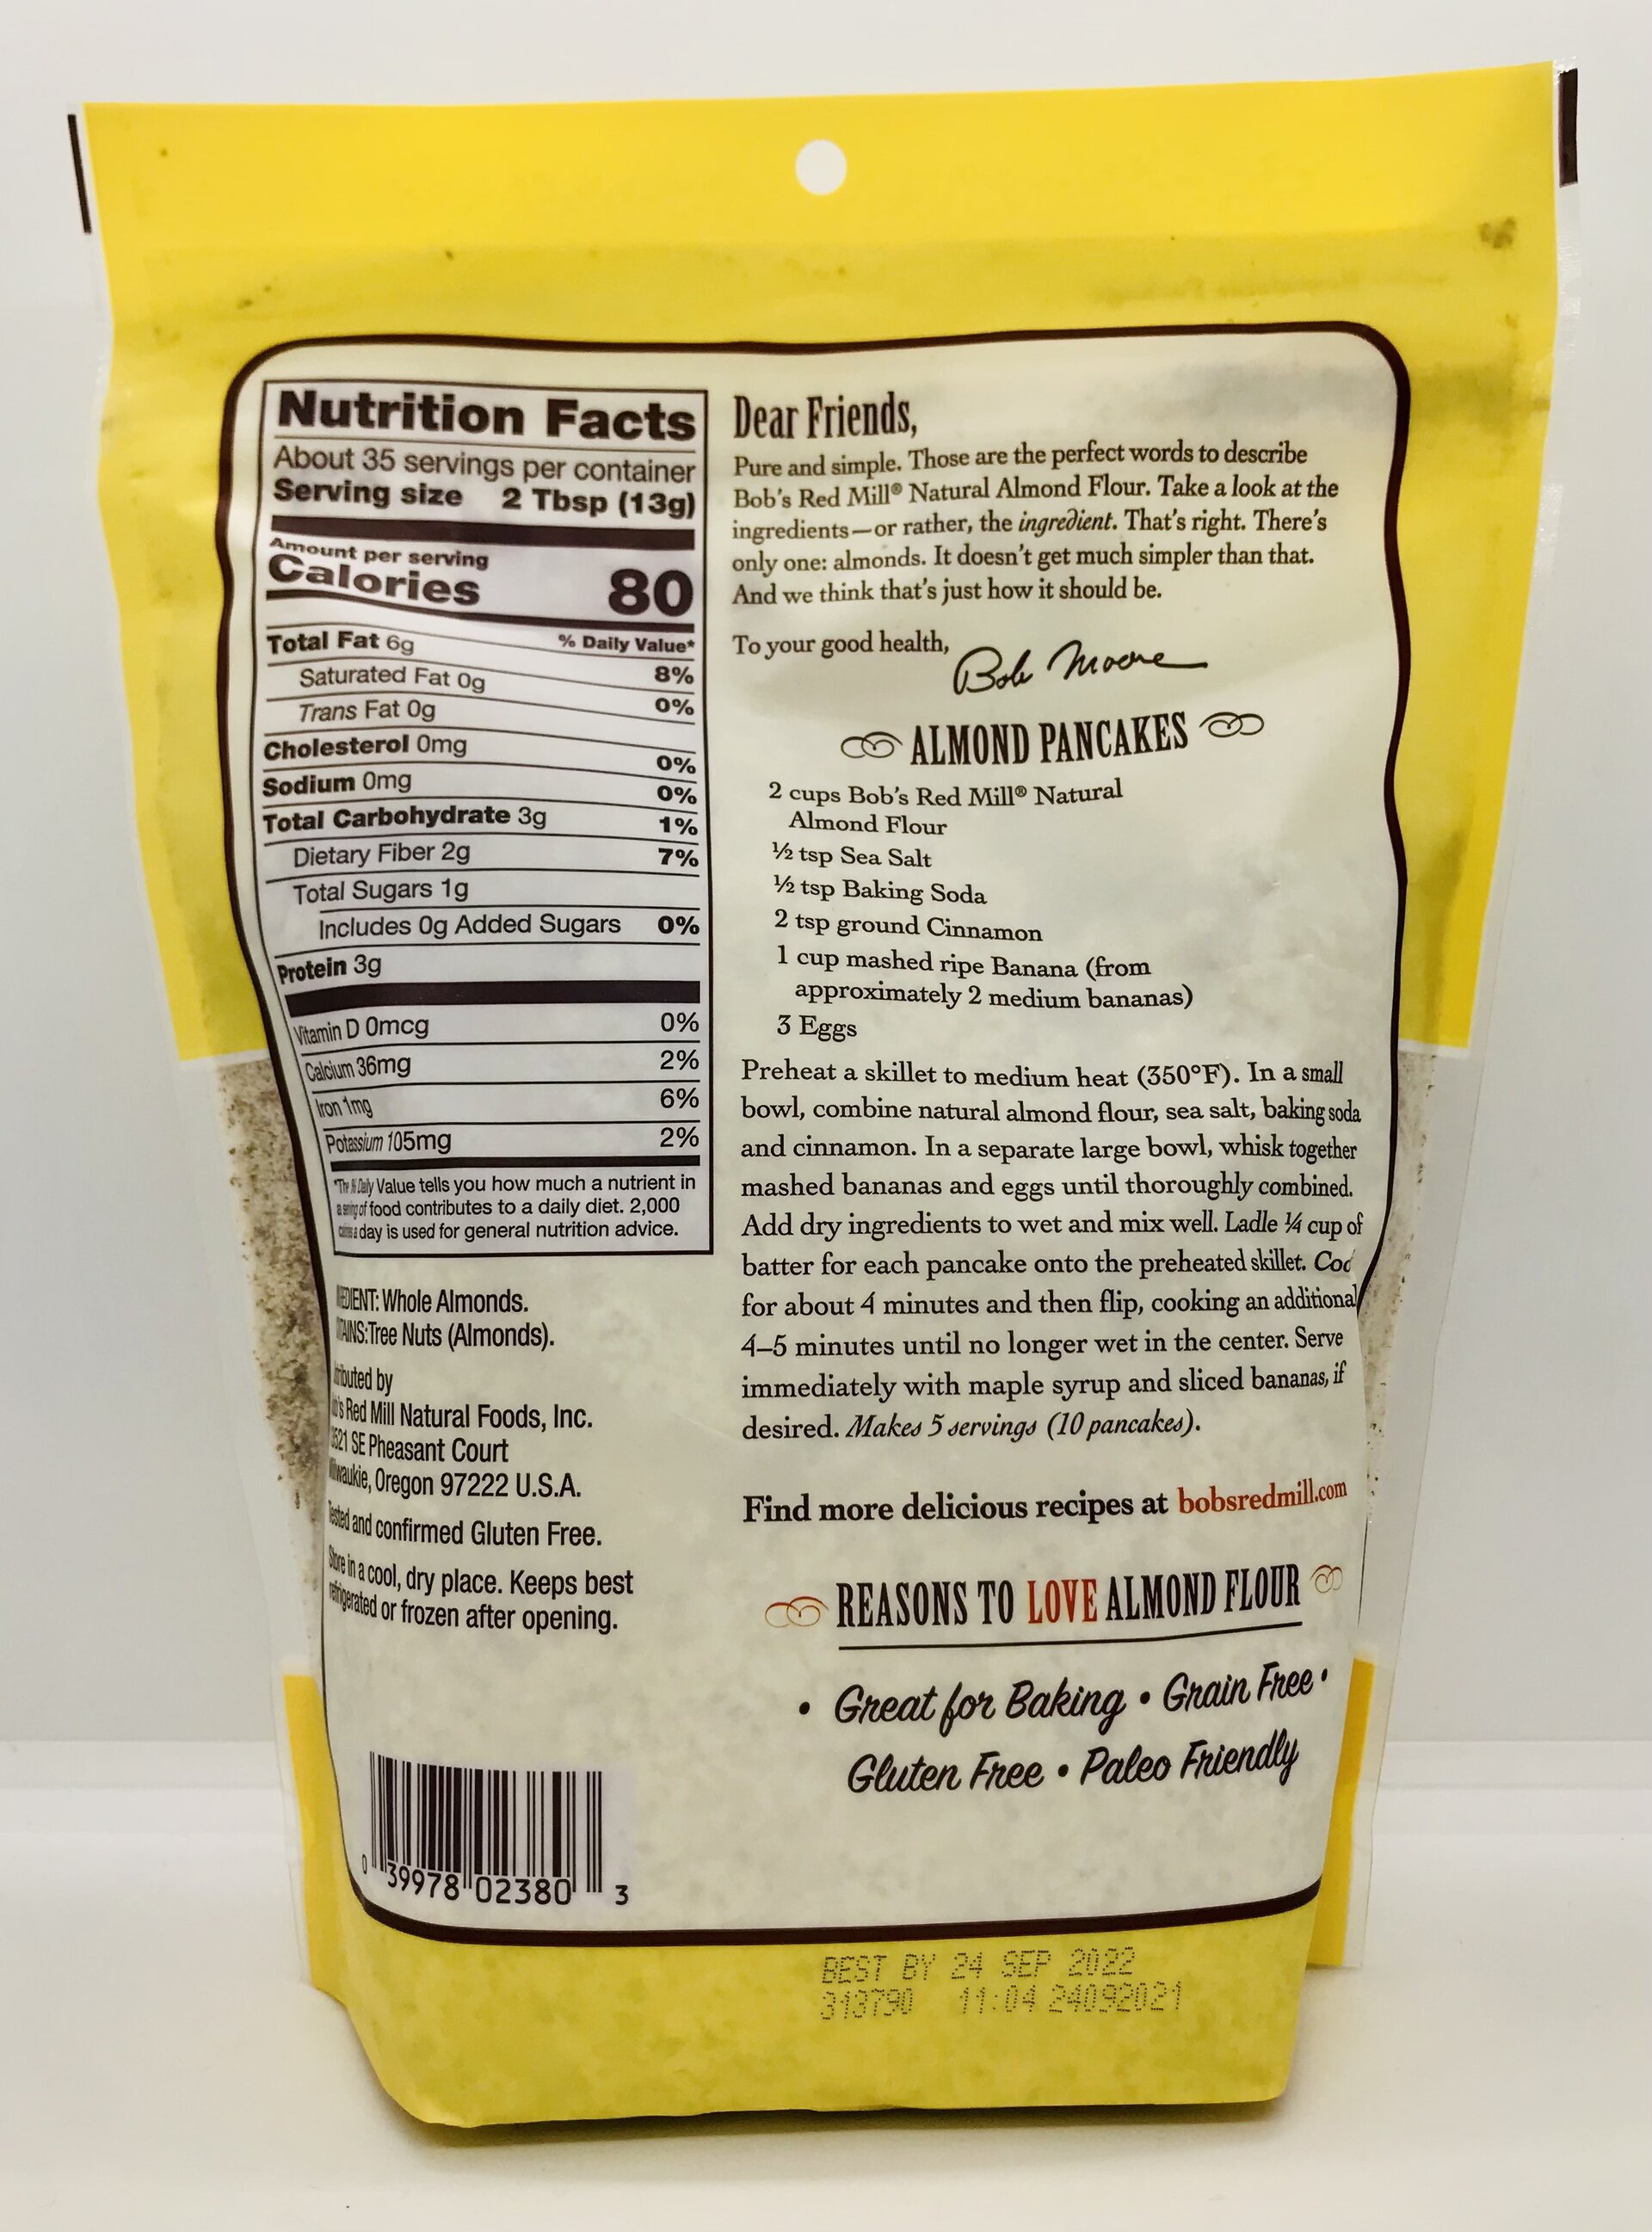 Nutrition Facts
About 35 servings per container
Serving size 2 Tbsp (13g)
Amount per serving
Calories 80
% Daily Value*
Total Fat 6g 8%
Saturated Fat 0g 0%
Trans Fat 0g
Cholesterol 0mg 0%
Sodium 0mg 0%
Total Carbohydrate 3g 1%
Dietary Fiber 2g 7%
Total Sugars 1g
Includes 0g Added Sugars 0%
Protein 3g
Vitamin D 0mcg 0%
Calcium 36mg 2%
Iron 1mg 6%
Potassium 105mg 2%
*The % Daily Value tells you how much a nutrient in
a serving of food contributes to a daily diet. 2,000
a day is used for general nutrition advice.
EDIENT: Whole Almonds.
TAINS: Tree Nuts (Almonds).
tributed by
b's Red Mill Natural Foods, Inc.
3521 SE Pheasant Court
ilwaukie, Oregon 97222 U.S.A.
Tested and confirmed Gluten Free.
Store in a cool, dry place. Keeps best
refrigerated or frozen after opening.
0 39978 02380 3
Dear Friends,
Pure and simple. Those are the perfect words to describe
Bob's Red Mill® Natural Almond Flour. Take a look at the
ingredients—or rather, the ingredient. That's right. There's
only one: almonds. It doesn't get much simpler than that.
And we think that's just how it should be.
To your good health,
Bob Moore
ALMOND PANCAKES
2 cups Bob's Red Mill® Natural
Almond Flour
½ tsp Sea Salt
½ tsp Baking Soda
2 tsp ground Cinnamon
1 cup mashed ripe Banana (from
approximately 2 medium bananas)
3 Eggs
Preheat a skillet to medium heat (350°F). In a small
bowl, combine natural almond flour, sea salt, baking soda
and cinnamon. In a separate large bowl, whisk together
mashed bananas and eggs until thoroughly combined.
Add dry ingredients to wet and mix well. Ladle ¼ cup of
batter for each pancake onto the preheated skillet. Coo
for about 4 minutes and then flip, cooking an additional
4–5 minutes until no longer wet in the center. Serve
immediately with maple syrup and sliced bananas, if
desired. Makes 5 servings (10 pancakes).
Find more delicious recipes at bobsredmill.com
REASONS TO LOVE ALMOND FLOUR
• Great for Baking • Grain Free •
Gluten Free • Paleo Friendly
BEST BY 24 SEP 2022
313790 11:04 24092021